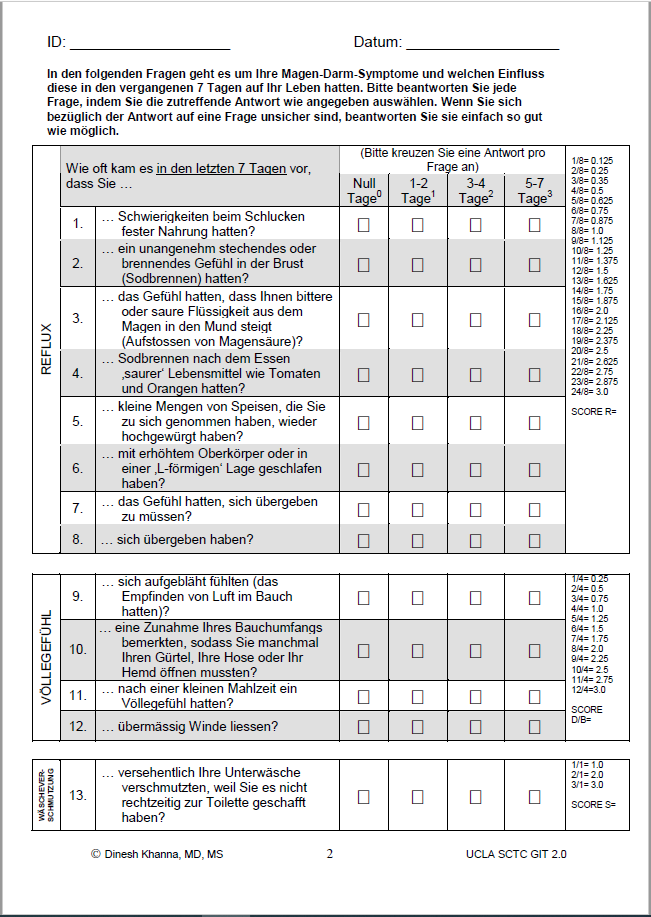 ID: ____________________ Datum: ____________________
In den folgenden Fragen geht es um Ihre Magen-Darm-Symptome und welchen Einfluss
diese in den vergangenen 7 Tagen auf Ihr Leben hatten. Bitte beantworten Sie jede
Frage, indem Sie die zutreffende Antwort wie angegeben auswählen. Wenn Sie sich
bezüglich der Antwort auf eine Frage unsicher sind, beantworten Sie sie einfach so gut
wie möglich.
REFLUX
Wie oft kam es in den letzten 7 Tagen vor,
dass Sie …
(Bitte kreuzen Sie eine Antwort pro
Frage an)
Null 1-2 3-4 5-7
Tage⁰ Tage¹ Tage² Tage³
1. … Schwierigkeiten beim Schlucken
fester Nahrung hatten?
2. … ein unangenehm stechendes oder
brennendes Gefühl in der Brust
(Sodbrennen) hatten?
3. … das Gefühl hatten, dass Ihnen bittere
oder saure Flüssigkeit aus dem
Magen in den Mund steigt
(Aufstossen von Magensäure)?
4. … Sodbrennen nach dem Essen
‚saurer‘ Lebensmittel wie Tomaten
und Orangen hatten?
5. … kleine Mengen von Speisen, die Sie
zu sich genommen haben, wieder
hochgewürgt haben?
6. … mit erhöhtem Oberkörper oder in
einer ‚L-förmigen‘ Lage geschlafen
haben?
7. … das Gefühl hatten, sich übergeben
zu müssen?
8. … sich übergeben haben?
1/8= 0.125
2/8= 0.25
3/8= 0.35
4/8= 0.5
5/8= 0.625
6/8= 0.75
7/8= 0.875
8/8= 1.0
9/8= 1.125
10/8= 1.25
11/8= 1.375
12/8= 1.5
13/8= 1.625
14/8= 1.75
15/8= 1.875
16/8= 2.0
17/8= 2.125
18/8= 2.25
19/8= 2.375
20/8= 2.5
21/8= 2.625
22/8= 2.75
23/8= 2.875
24/8= 3.0
SCORE R=
VÖLLEGEFÜHL
9. … sich aufgebläht fühlten (das
Empfinden von Luft im Bauch
hatten)?
10. … eine Zunahme Ihres Bauchumfangs
bemerkten, sodass Sie manchmal
Ihren Gürtel, Ihre Hose oder Ihr
Hemd öffnen mussten?
11. … nach einer kleinen Mahlzeit ein
Völlegefühl hatten?
12. … übermässig Winde liessen?
1/4= 0.25
2/4= 0.5
3/4= 0.75
4/4= 1.0
5/4= 1.25
6/4= 1.5
7/4= 1.75
8/4= 2.0
9/4= 2.25
10/4= 2.5
11/4= 2.75
12/4=3.0
SCORE
D/B=
WÄSCHEVER-
SCHMUTZUNG
13. … versehentlich Ihre Unterwäsche
verschmutzten, weil Sie es nicht
rechtzeitig zur Toilette geschafft
haben?
1/1= 1.0
2/1= 2.0
3/1= 3.0
SCORE S=
© Dinesh Khanna, MD, MS 2 UCLA SCTC GIT 2.0